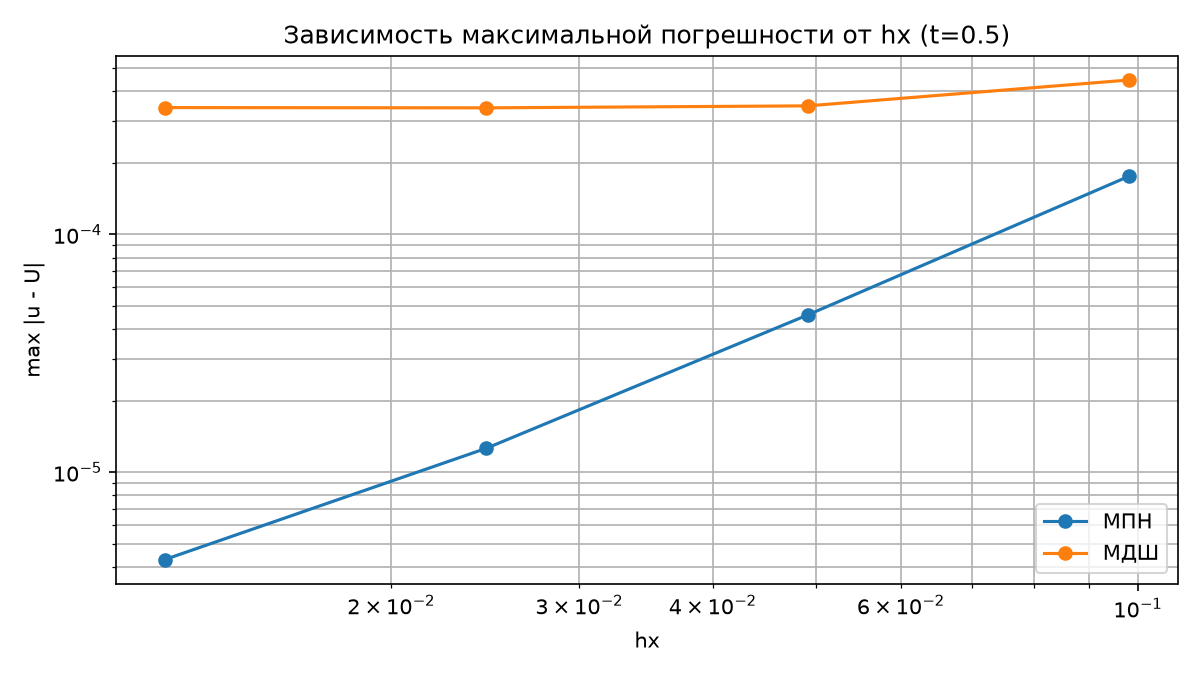 Зависимость максимальной погрешности от hx (t=0.5)
max |u - U|
10⁻⁴
10⁻⁵
МПН
МДШ
2 × 10⁻² 3 × 10⁻² 4 × 10⁻² 6 × 10⁻² 10⁻¹
hx